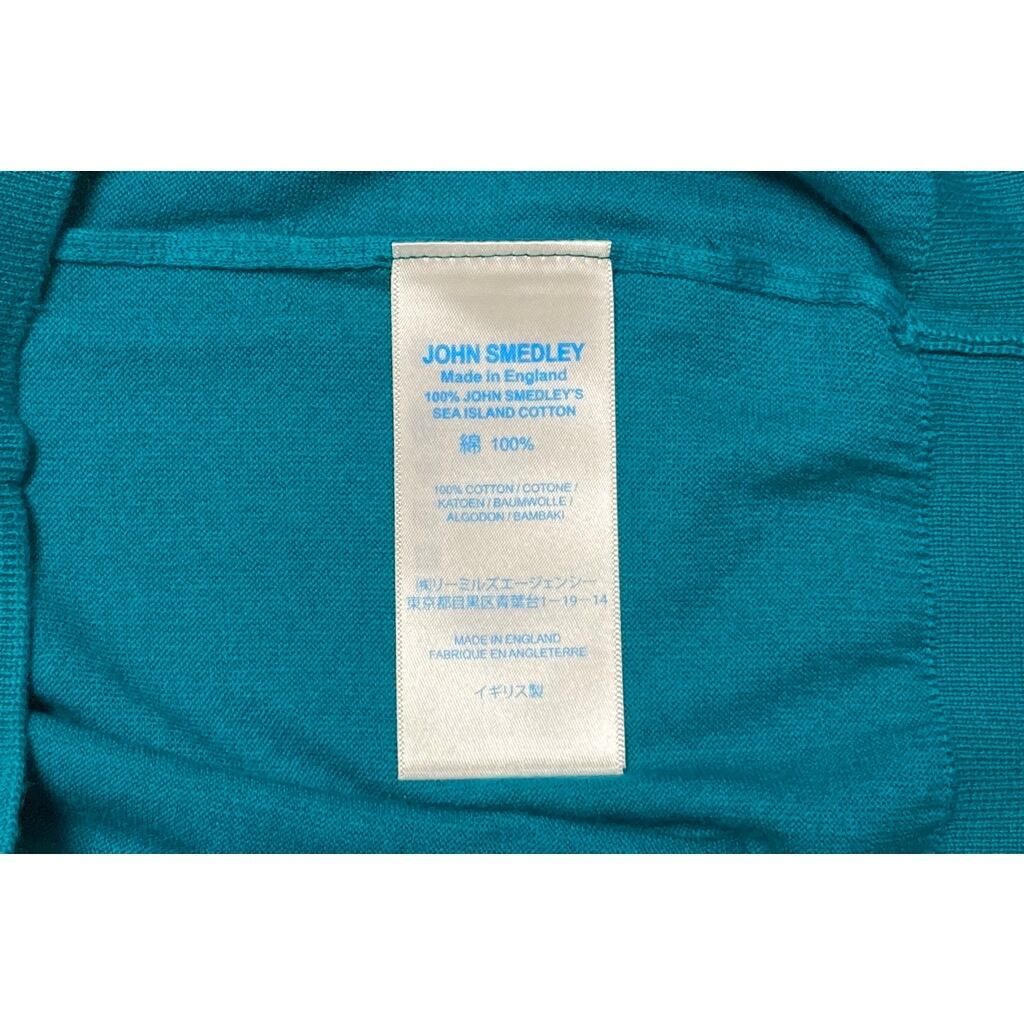 JOHN SMEDLEY
Made in England
100% JOHN SMEDLEY'S
SEA ISLAND COTTON
綿 100%
100% COTTON / COTONE /
KATOEN / BAUMWOLLE /
ALGODON / BAMBAKI
㈱リーミルズエージェンシー
東京都目黒区青葉台1−19−14
MADE IN ENGLAND
FABRIQUE EN ANGLETERRE
イギリス製